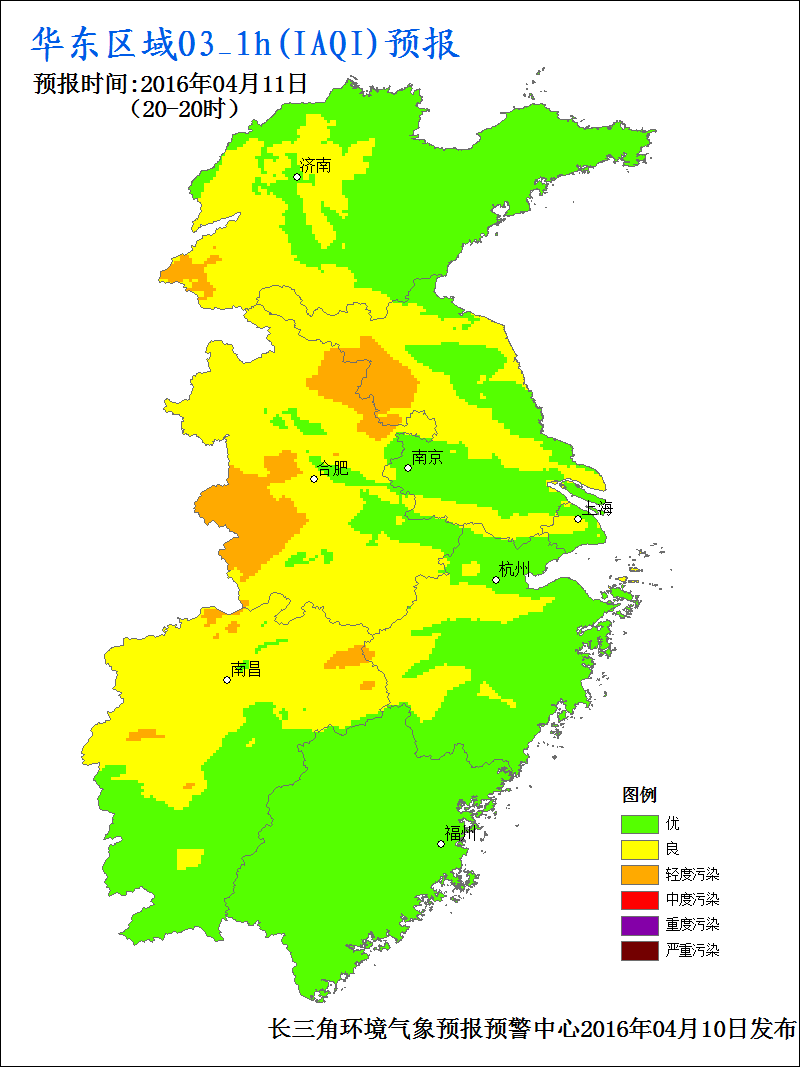 华东区域O3_1h(IAQI)预报
预报时间:2016年04月11日
（20-20时）
济南
合肥
南京
上海
杭州
南昌
福州
图例
优
良
轻度污染
中度污染
重度污染
严重污染
长三角环境气象预报预警中心2016年04月10日发布